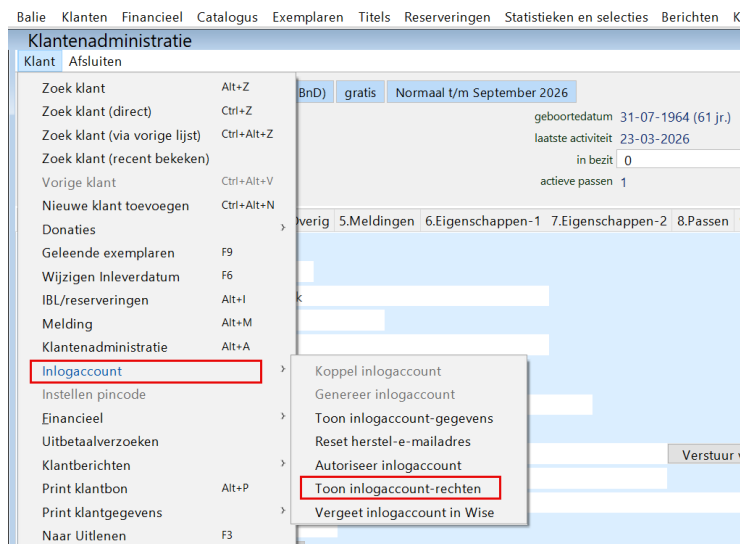 Balie Klanten Financieel Catalogus Exemplaren Titels Reserveringen Statistieken en selecties Berichten
Klantenadministratie
Klant Afsluiten
BnD) gratis Normaal t/m September 2026
geboortedatum 31-07-1964 (61 jr.)
laatste activiteit 23-03-2026
in bezit 0
actieve passen 1
Overig 5.Meldingen 6.Eigenschappen-1 7.Eigenschappen-2 8.Passen
Zoek klant Alt+Z
Zoek klant (direct) Ctrl+Z
Zoek klant (via vorige lijst) Ctrl+Alt+Z
Zoek klant (recent bekeken)
Vorige klant Ctrl+Alt+V
Nieuwe klant toevoegen Ctrl+Alt+N
Donaties
Geleende exemplaren F9
Wijzigen Inleverdatum F6
IBL/reserveringen Alt+I
Melding Alt+M
Klantenadministratie Alt+A
Inlogaccount
Instellen pincode
Financieel
Uitbetaalverzoeken
Klantberichten
Print klantbon Alt+P
Print klantgegevens
Naar Uitlenen F3
Koppel inlogaccount
Genereer inlogaccount
Toon inlogaccount-gegevens
Reset herstel-e-mailadres
Autoriseer inlogaccount
Toon inlogaccount-rechten
Vergeet inlogaccount in Wise
Verstuur